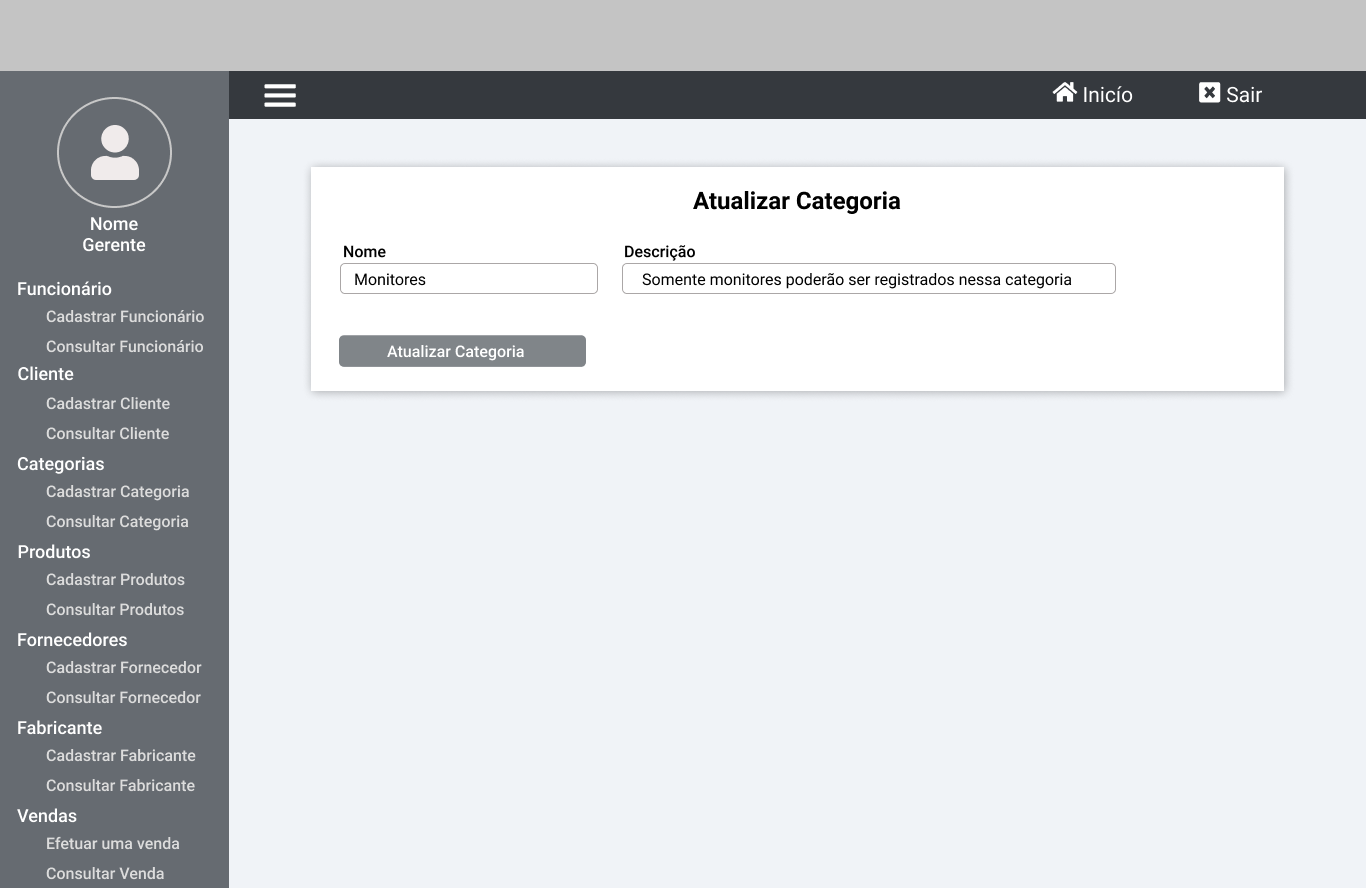 Inicío
Sair
Nome
Gerente
Funcionário
Cadastrar Funcionário
Consultar Funcionário
Cliente
Cadastrar Cliente
Consultar Cliente
Categorias
Cadastrar Categoria
Consultar Categoria
Produtos
Cadastrar Produtos
Consultar Produtos
Fornecedores
Cadastrar Fornecedor
Consultar Fornecedor
Fabricante
Cadastrar Fabricante
Consultar Fabricante
Vendas
Efetuar uma venda
Consultar Venda
Atualizar Categoria
Nome
Monitores
Descrição
Somente monitores poderão ser registrados nessa categoria
Atualizar Categoria